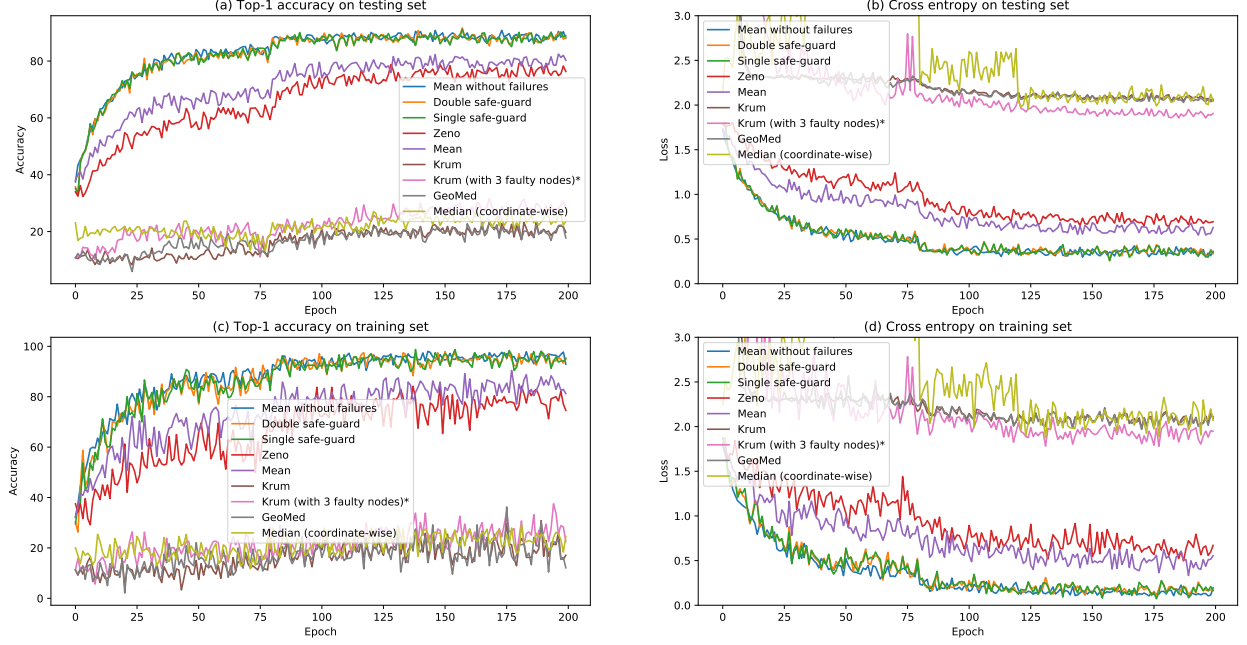 (a) Top-1 accuracy on testing set
Accuracy
80
60
40
20
Mean without failures
Double safe-guard
Single safe-guard
Zeno
Mean
Krum
Krum (with 3 faulty nodes)*
GeoMed
Median (coordinate-wise)
0 25 50 75 100 125 150 175 200
Epoch
(b) Cross entropy on testing set
Loss
3.0
2.5
2.0
1.5
1.0
0.5
0.0
Mean without failures
Double safe-guard
Single safe-guard
Zeno
Mean
Krum
Krum (with 3 faulty nodes)*
GeoMed
Median (coordinate-wise)
0 25 50 75 100 125 150 175 200
Epoch
(c) Top-1 accuracy on training set
Accuracy
100
80
60
40
20
0
Mean without failures
Double safe-guard
Single safe-guard
Zeno
Mean
Krum
Krum (with 3 faulty nodes)*
GeoMed
Median (coordinate-wise)
0 25 50 75 100 125 150 175 200
Epoch
(d) Cross entropy on training set
Loss
3.0
2.5
2.0
1.5
1.0
0.5
0.0
Mean without failures
Double safe-guard
Single safe-guard
Zeno
Mean
Krum
Krum (with 3 faulty nodes)*
GeoMed
Median (coordinate-wise)
0 25 50 75 100 125 150 175 200
Epoch